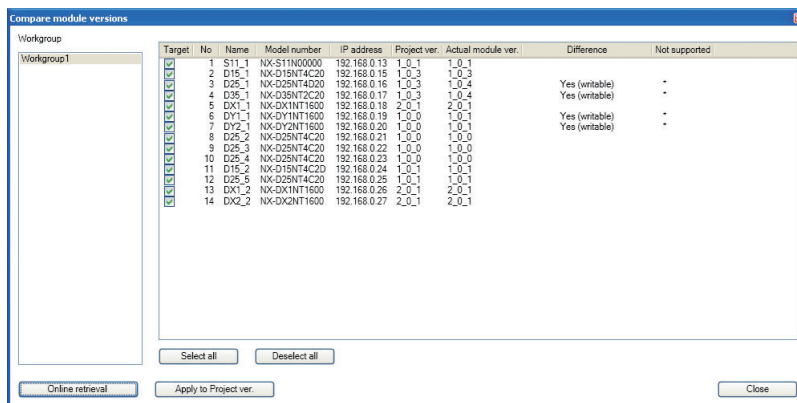 Compare module versions
Workgroup
Workgroup1
Target No Name Model number IP address Project ver. Actual module ver. Difference Not supported
1 S11_1 NX-S11N00000 192.168.0.13 1_0_1 1_0_1
2 D15_1 NX-D15NT4C20 192.168.0.15 1_0_3 1_0_3
3 D25_1 NX-D25NT4D20 192.168.0.16 1_0_3 1_0_4 Yes (writable) *
4 D35_1 NX-D35NT2C20 192.168.0.17 1_0_3 1_0_4 Yes (writable) *
5 DX1_1 NX-DX1NT1600 192.168.0.18 2_0_1 2_0_1
6 DY1_1 NX-DY1NT1600 192.168.0.19 1_0_0 1_0_1 Yes (writable) *
7 DY2_1 NX-DY2NT1600 192.168.0.20 1_0_0 1_0_1 Yes (writable) *
8 D25_2 NX-D25NT4C20 192.168.0.21 1_0_0 1_0_0
9 D25_3 NX-D25NT4C20 192.168.0.22 1_0_0 1_0_0
10 D25_4 NX-D25NT4C20 192.168.0.23 1_0_0 1_0_0
11 D15_2 NX-D15NT4C2D 192.168.0.24 1_0_1 1_0_1
12 D25_5 NX-D25NT4C20 192.168.0.25 1_0_1 1_0_1
13 DX1_2 NX-DX1NT1600 192.168.0.26 2_0_1 2_0_1
14 DX2_2 NX-DX2NT1600 192.168.0.27 2_0_1 2_0_1
Select all Deselect all
Online retrieval Apply to Project ver. Close